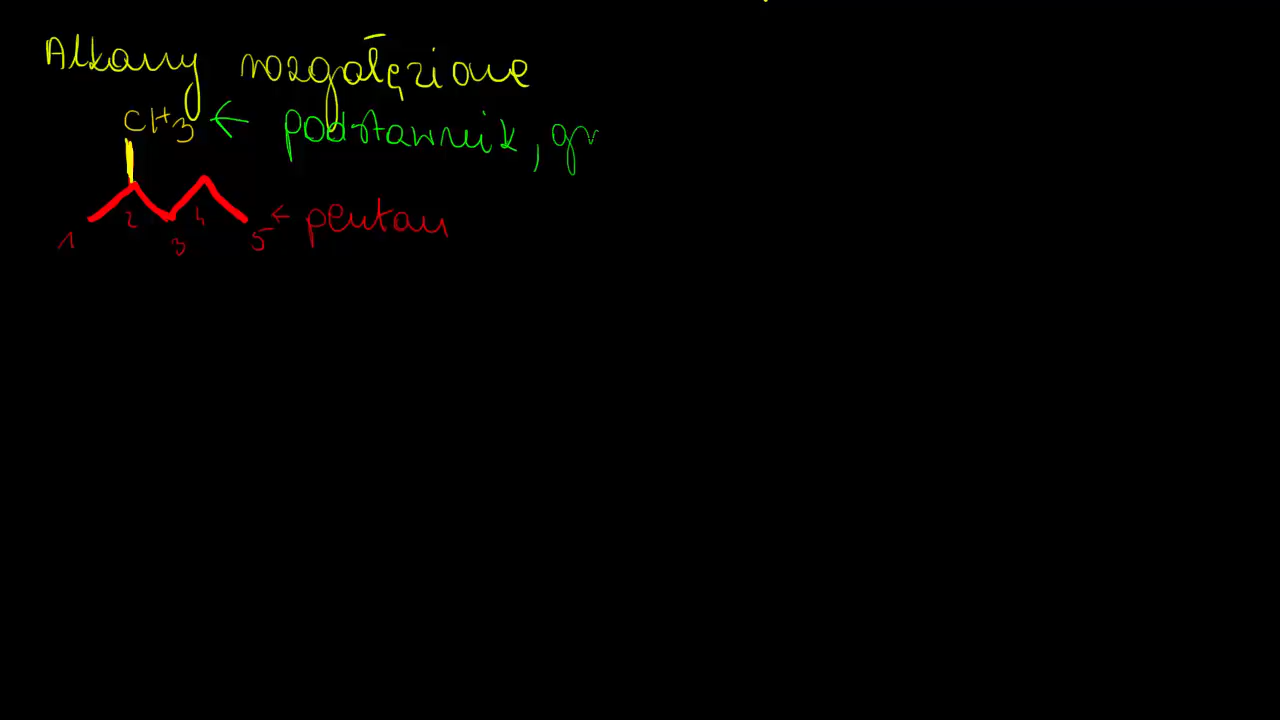 Alkany rozgałęzione
CH3 ← podstawnik, gr
1 2 3 4 5 ← pentan